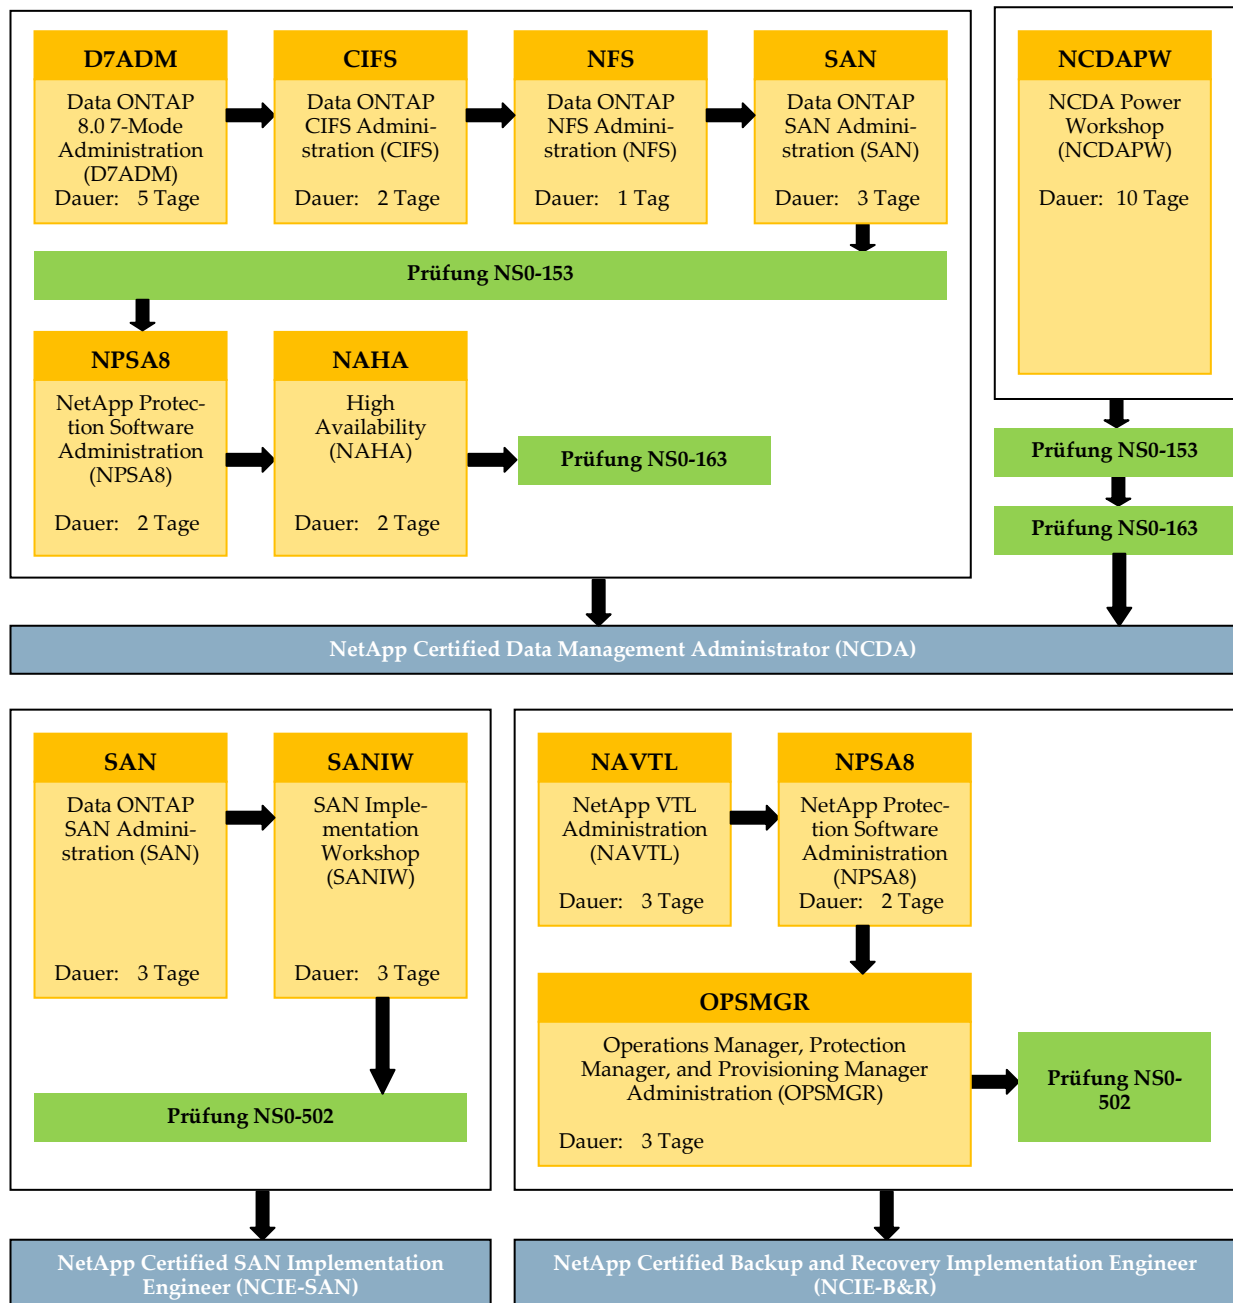 D7ADM
Data ONTAP
8.0 7-Mode
Administration
(D7ADM)
Dauer: 5 Tage
CIFS
Data ONTAP
CIFS Admini-
stration (CIFS)
Dauer: 2 Tage
NFS
Data ONTAP
NFS Admini-
stration (NFS)
Dauer: 1 Tag
SAN
Data ONTAP
SAN Admini-
stration (SAN)
Dauer: 3 Tage
Prüfung NS0-153
NPSA8
NetApp Protec-
tion Software
Administration
(NPSA8)
Dauer: 2 Tage
NAHA
High
Availability
(NAHA)
Dauer: 2 Tage
Prüfung NS0-163
NCDAPW
NCDA Power
Workshop
(NCDAPW)
Dauer: 10 Tage
Prüfung NS0-153
Prüfung NS0-163
NetApp Certified Data Management Administrator (NCDA)
SAN
Data ONTAP
SAN Admini-
stration (SAN)
Dauer: 3 Tage
SANIW
SAN Imple-
mentation
Workshop
(SANIW)
Dauer: 3 Tage
Prüfung NS0-502
NetApp Certified SAN Implementation
Engineer (NCIE-SAN)
NAVTL
NetApp VTL
Administration
(NAVTL)
Dauer: 3 Tage
NPSA8
NetApp Protec-
tion Software
Administration
(NPSA8)
Dauer: 2 Tage
OPSMGR
Operations Manager, Protection
Manager, and Provisioning Manager
Administration (OPSMGR)
Dauer: 3 Tage
Prüfung NS0-
502
NetApp Certified Backup and Recovery Implementation Engineer
(NCIE-B&R)